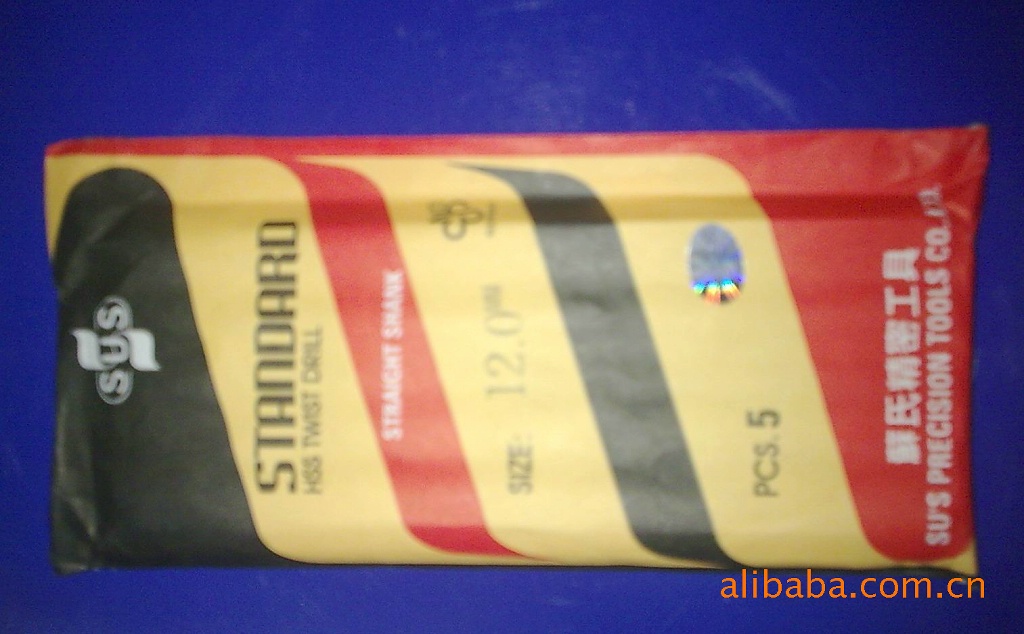 SUS
STANDARD
HSS TWIST DRILL
STRAIGHT SHANK
SIZE: 12.0
PCS. 5
蘇氏精密工具
SU'S PRECISION TOOLS CO.,LTD.
alibaba.com.cn